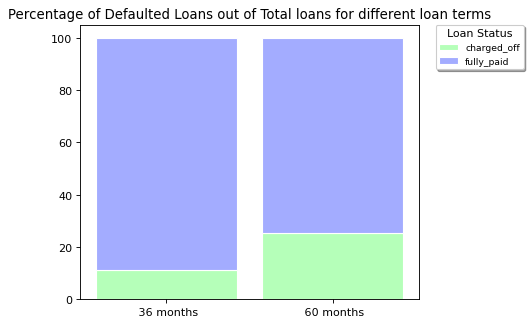 Percentage of Defaulted Loans out of Total loans for different loan terms
Loan Status
charged_off
fully_paid
100
80
60
40
20
0
36 months
60 months